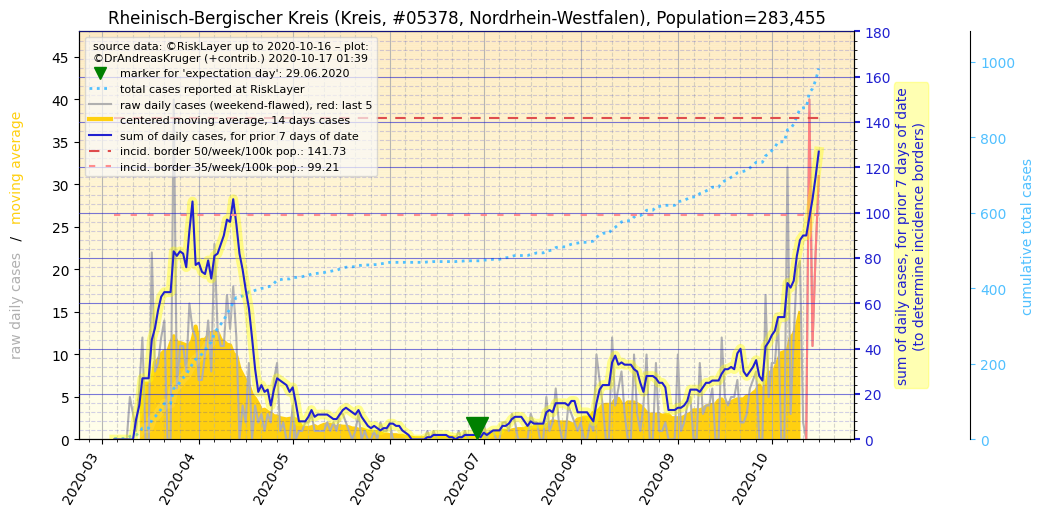 Rheinisch-Bergischer Kreis (Kreis, #05378, Nordrhein-Westfalen), Population=283,455
source data: ©RiskLayer up to 2020-10-16 – plot:
©DrAndreasKruger (+contrib.) 2020-10-17 01:39
marker for 'expectation day': 29.06.2020
total cases reported at RiskLayer
raw daily cases (weekend-flawed), red: last 5
centered moving average, 14 days cases
sum of daily cases, for prior 7 days of date
incid. border 50/week/100k pop.: 141.73
incid. border 35/week/100k pop.: 99.21
raw daily cases / moving average
45
40
35
30
25
20
15
10
5
0
2020-03
2020-04
2020-05
2020-06
2020-07
2020-08
2020-09
2020-10
180
160
140
120
100
80
60
40
20
0
sum of daily cases, for prior 7 days of date
(to determine incidence borders)
1000
800
600
400
200
0
cumulative total cases